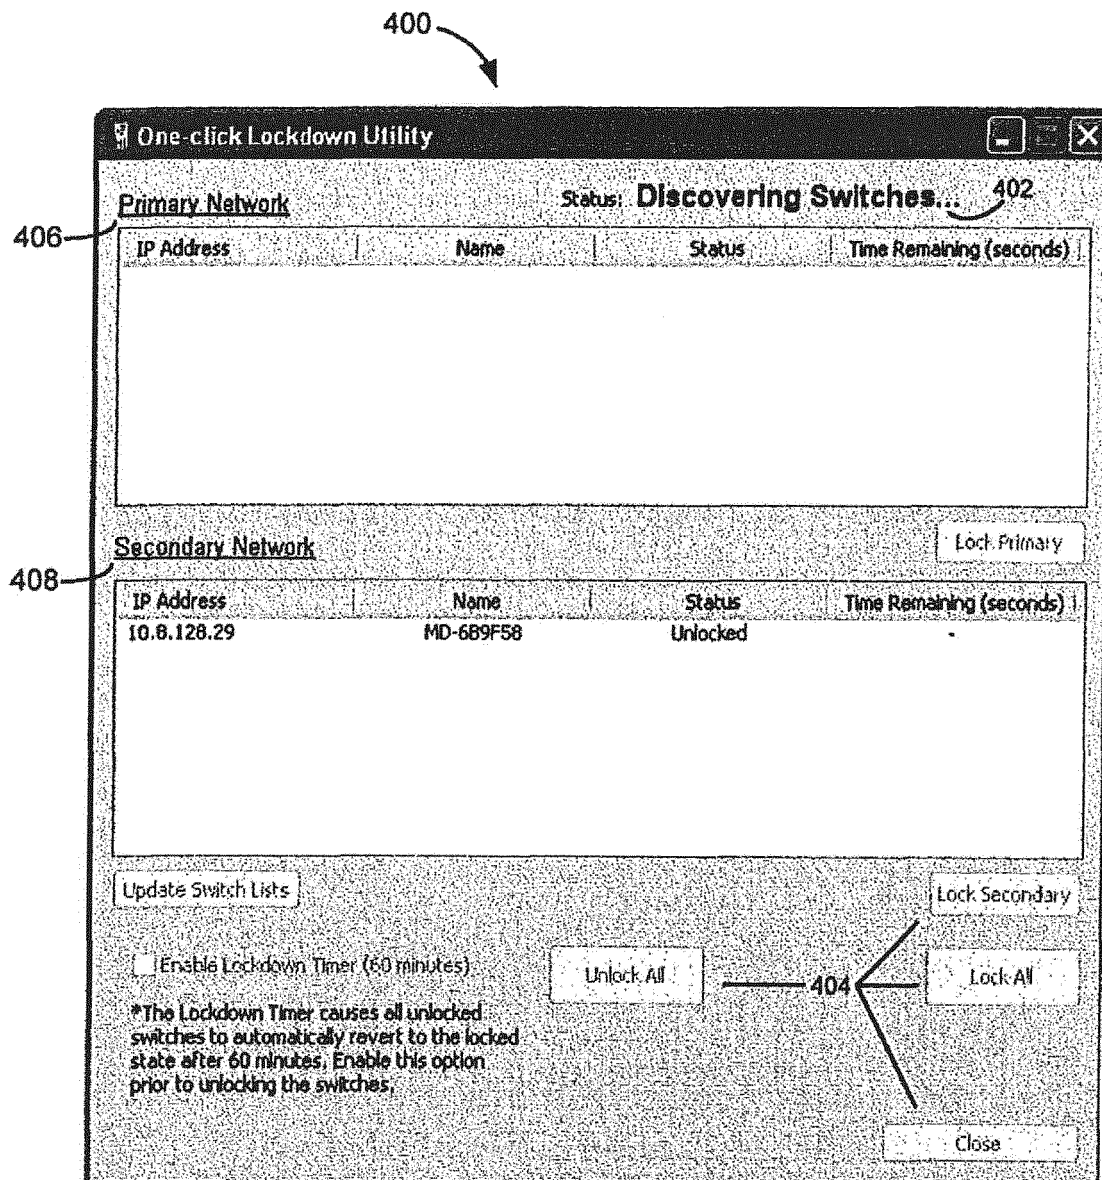 400
One-click Lockdown Utility
Primary Network
Status: Discovering Switches...
402
406
IP Address Name Status Time Remaining (seconds)
Lock Primary
Secondary Network
408
IP Address Name Status Time Remaining (seconds)
10.8.128.29 MD-6B9F58 Unlocked -
Update Switch Lists
Lock Secondary
Enable Lockdown Timer (60 minutes)
Unlock All
404
Lock All
*The Lockdown Timer causes all unlocked
switches to automatically revert to the locked
state after 60 minutes. Enable this option
prior to unlocking the switches.
Close